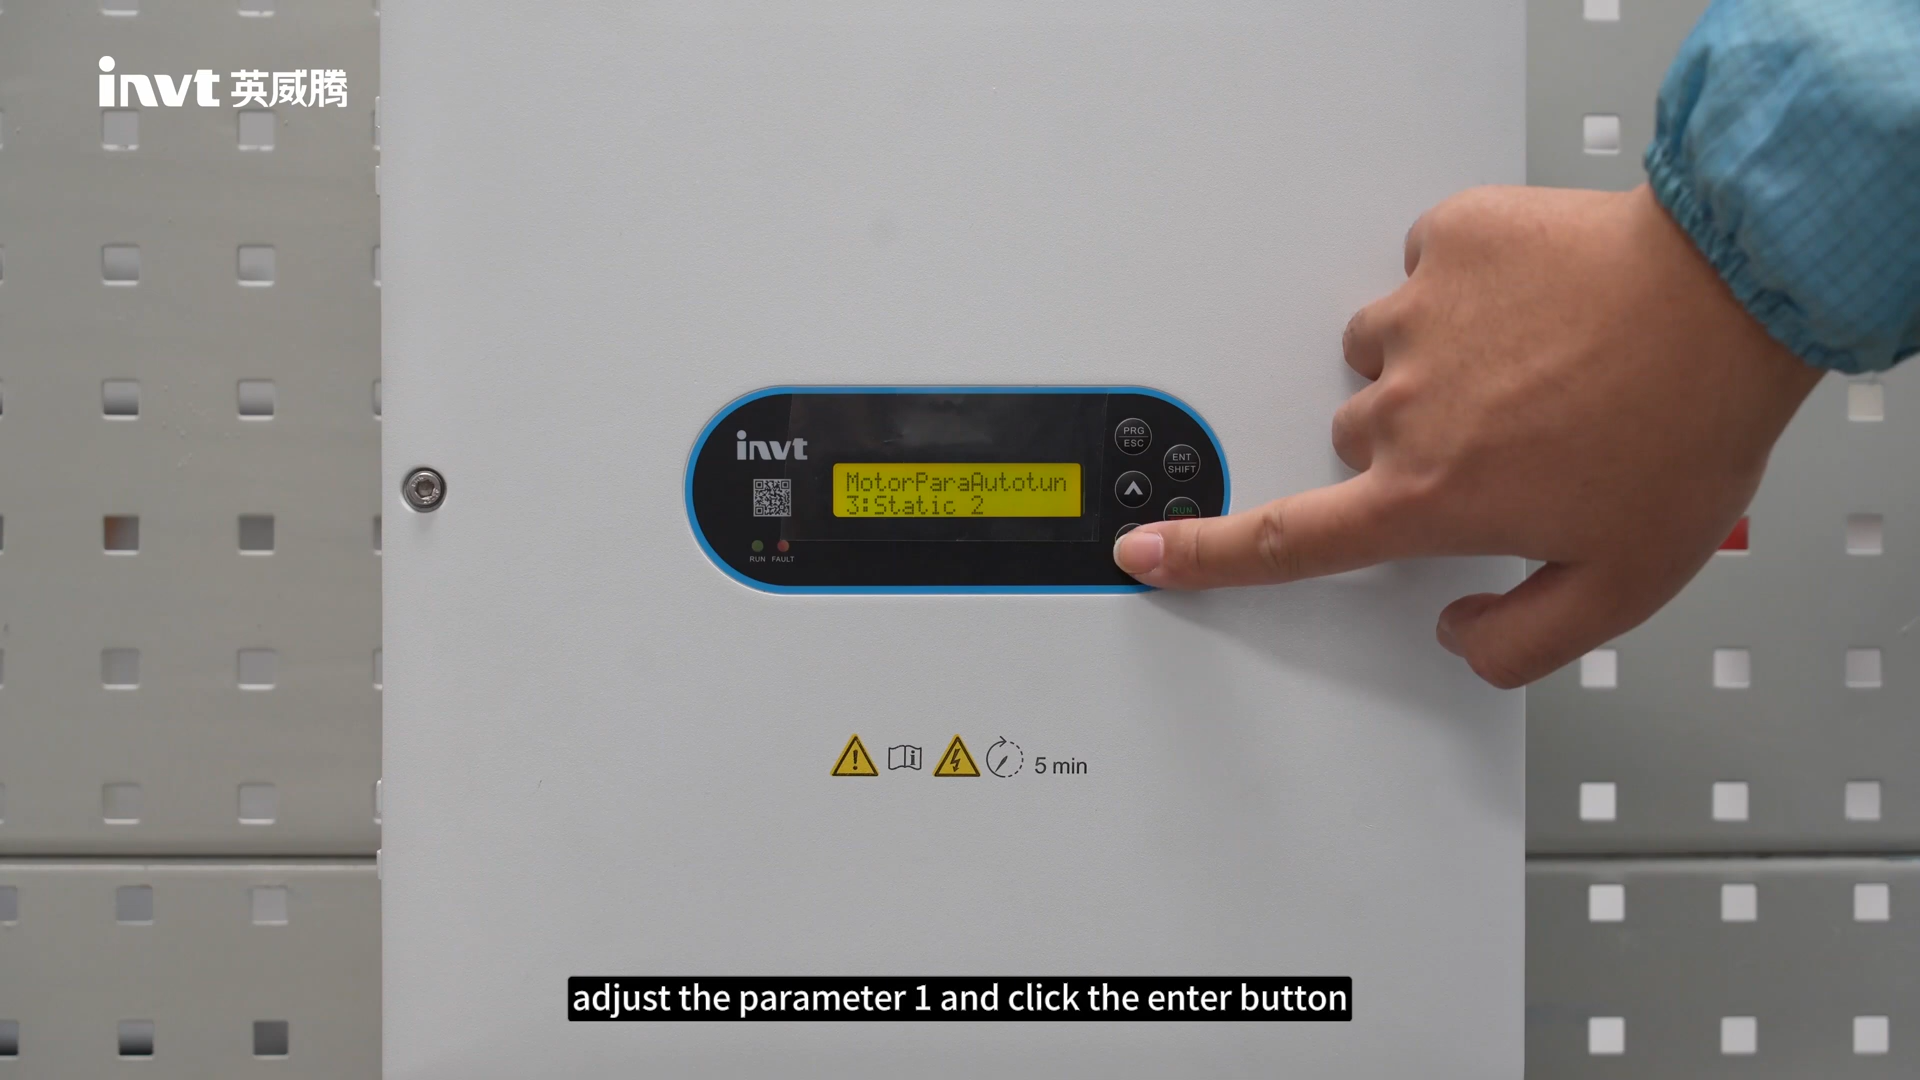 invt 英威腾
invt
MotorParaAutotun
3:Static 2
RUN FAULT
PRG
ESC
ENT
SHIFT
RUN
5 min
adjust the parameter 1 and click the enter button